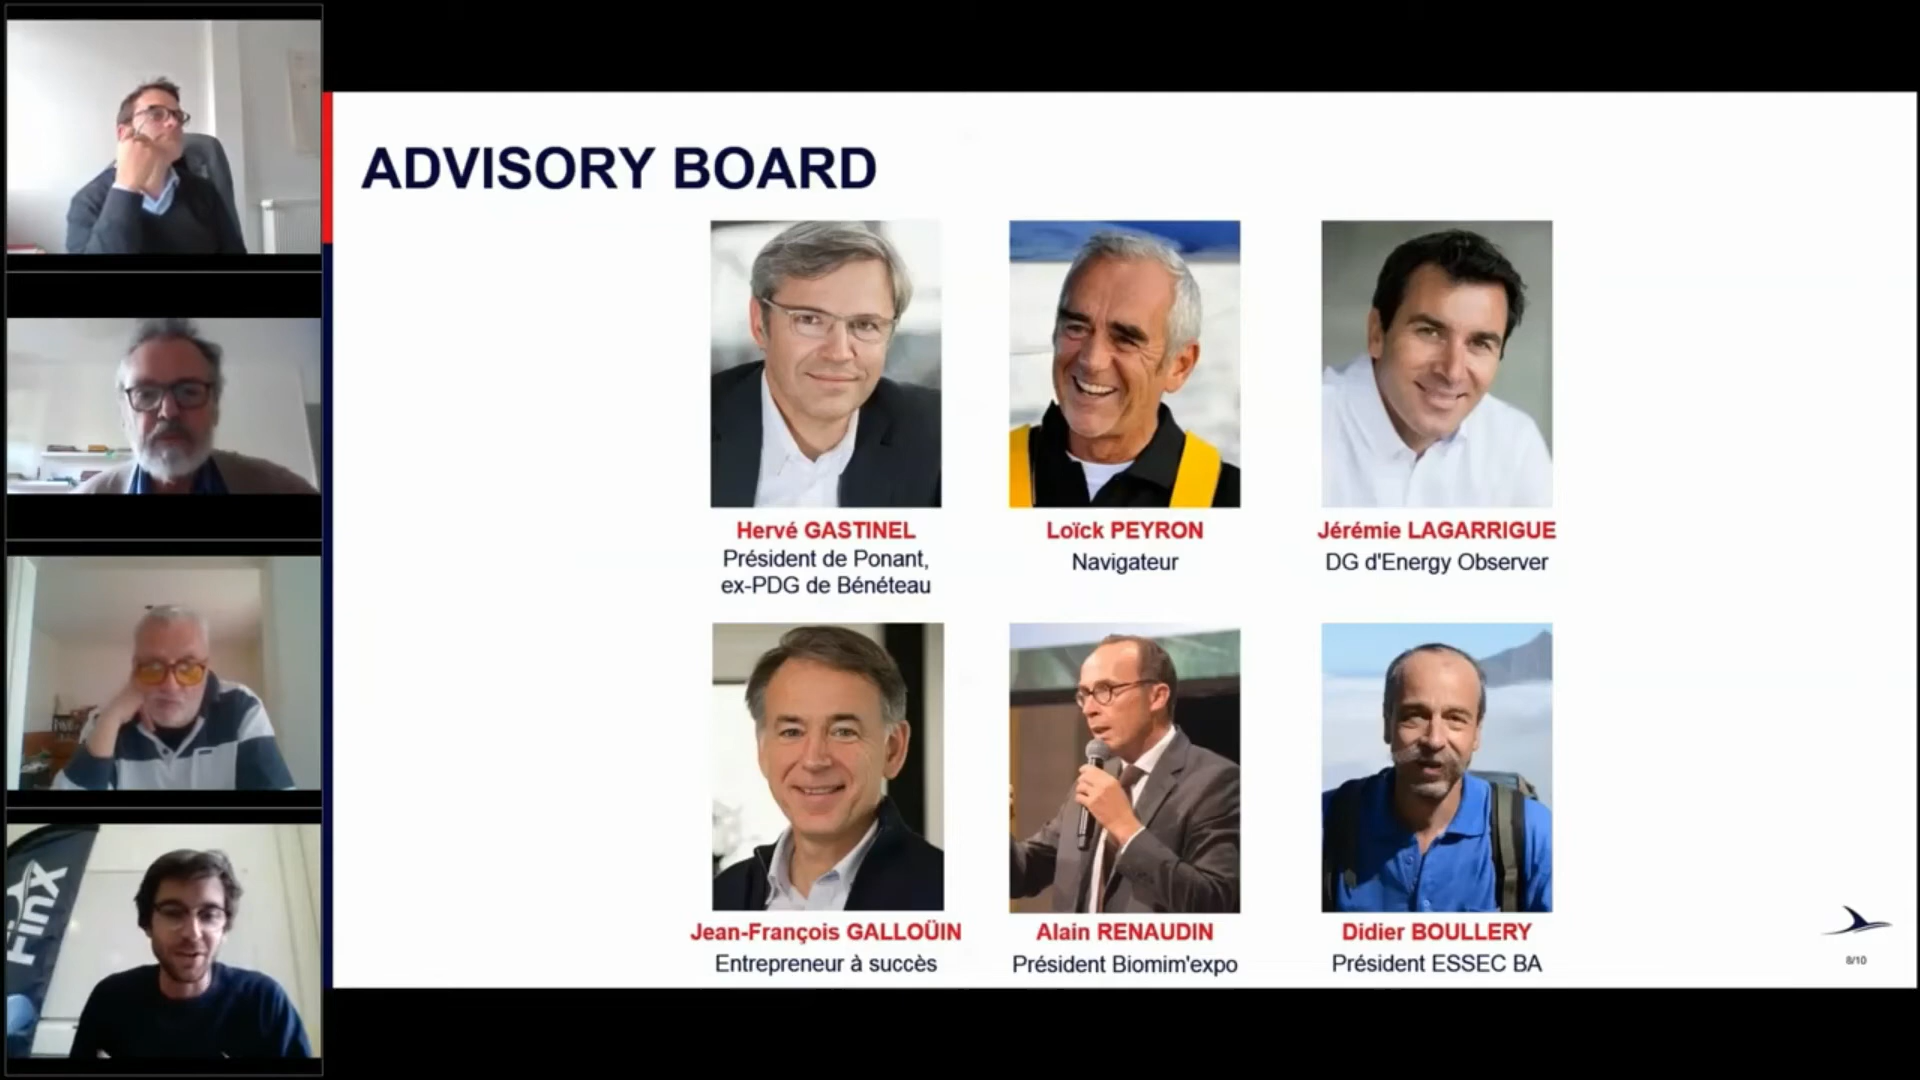 ADVISORY BOARD
Hervé GASTINEL
Président de Ponant,
ex-PDG de Bénéteau
Loïck PEYRON
Navigateur
Jérémie LAGARRIGUE
DG d'Energy Observer
Jean-François GALLOÜIN
Entrepreneur à succès
Alain RENAUDIN
Président Biomim'expo
Didier BOULLERY
Président ESSEC BA
8/10
FinX